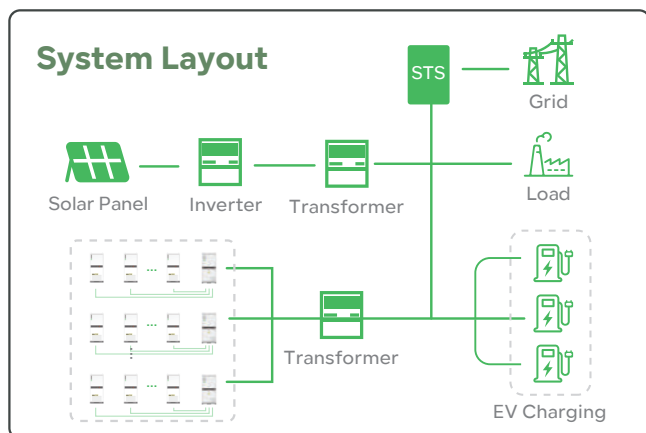 System Layout
STS
Grid
Solar Panel
Inverter
Transformer
Load
Transformer
EV Charging